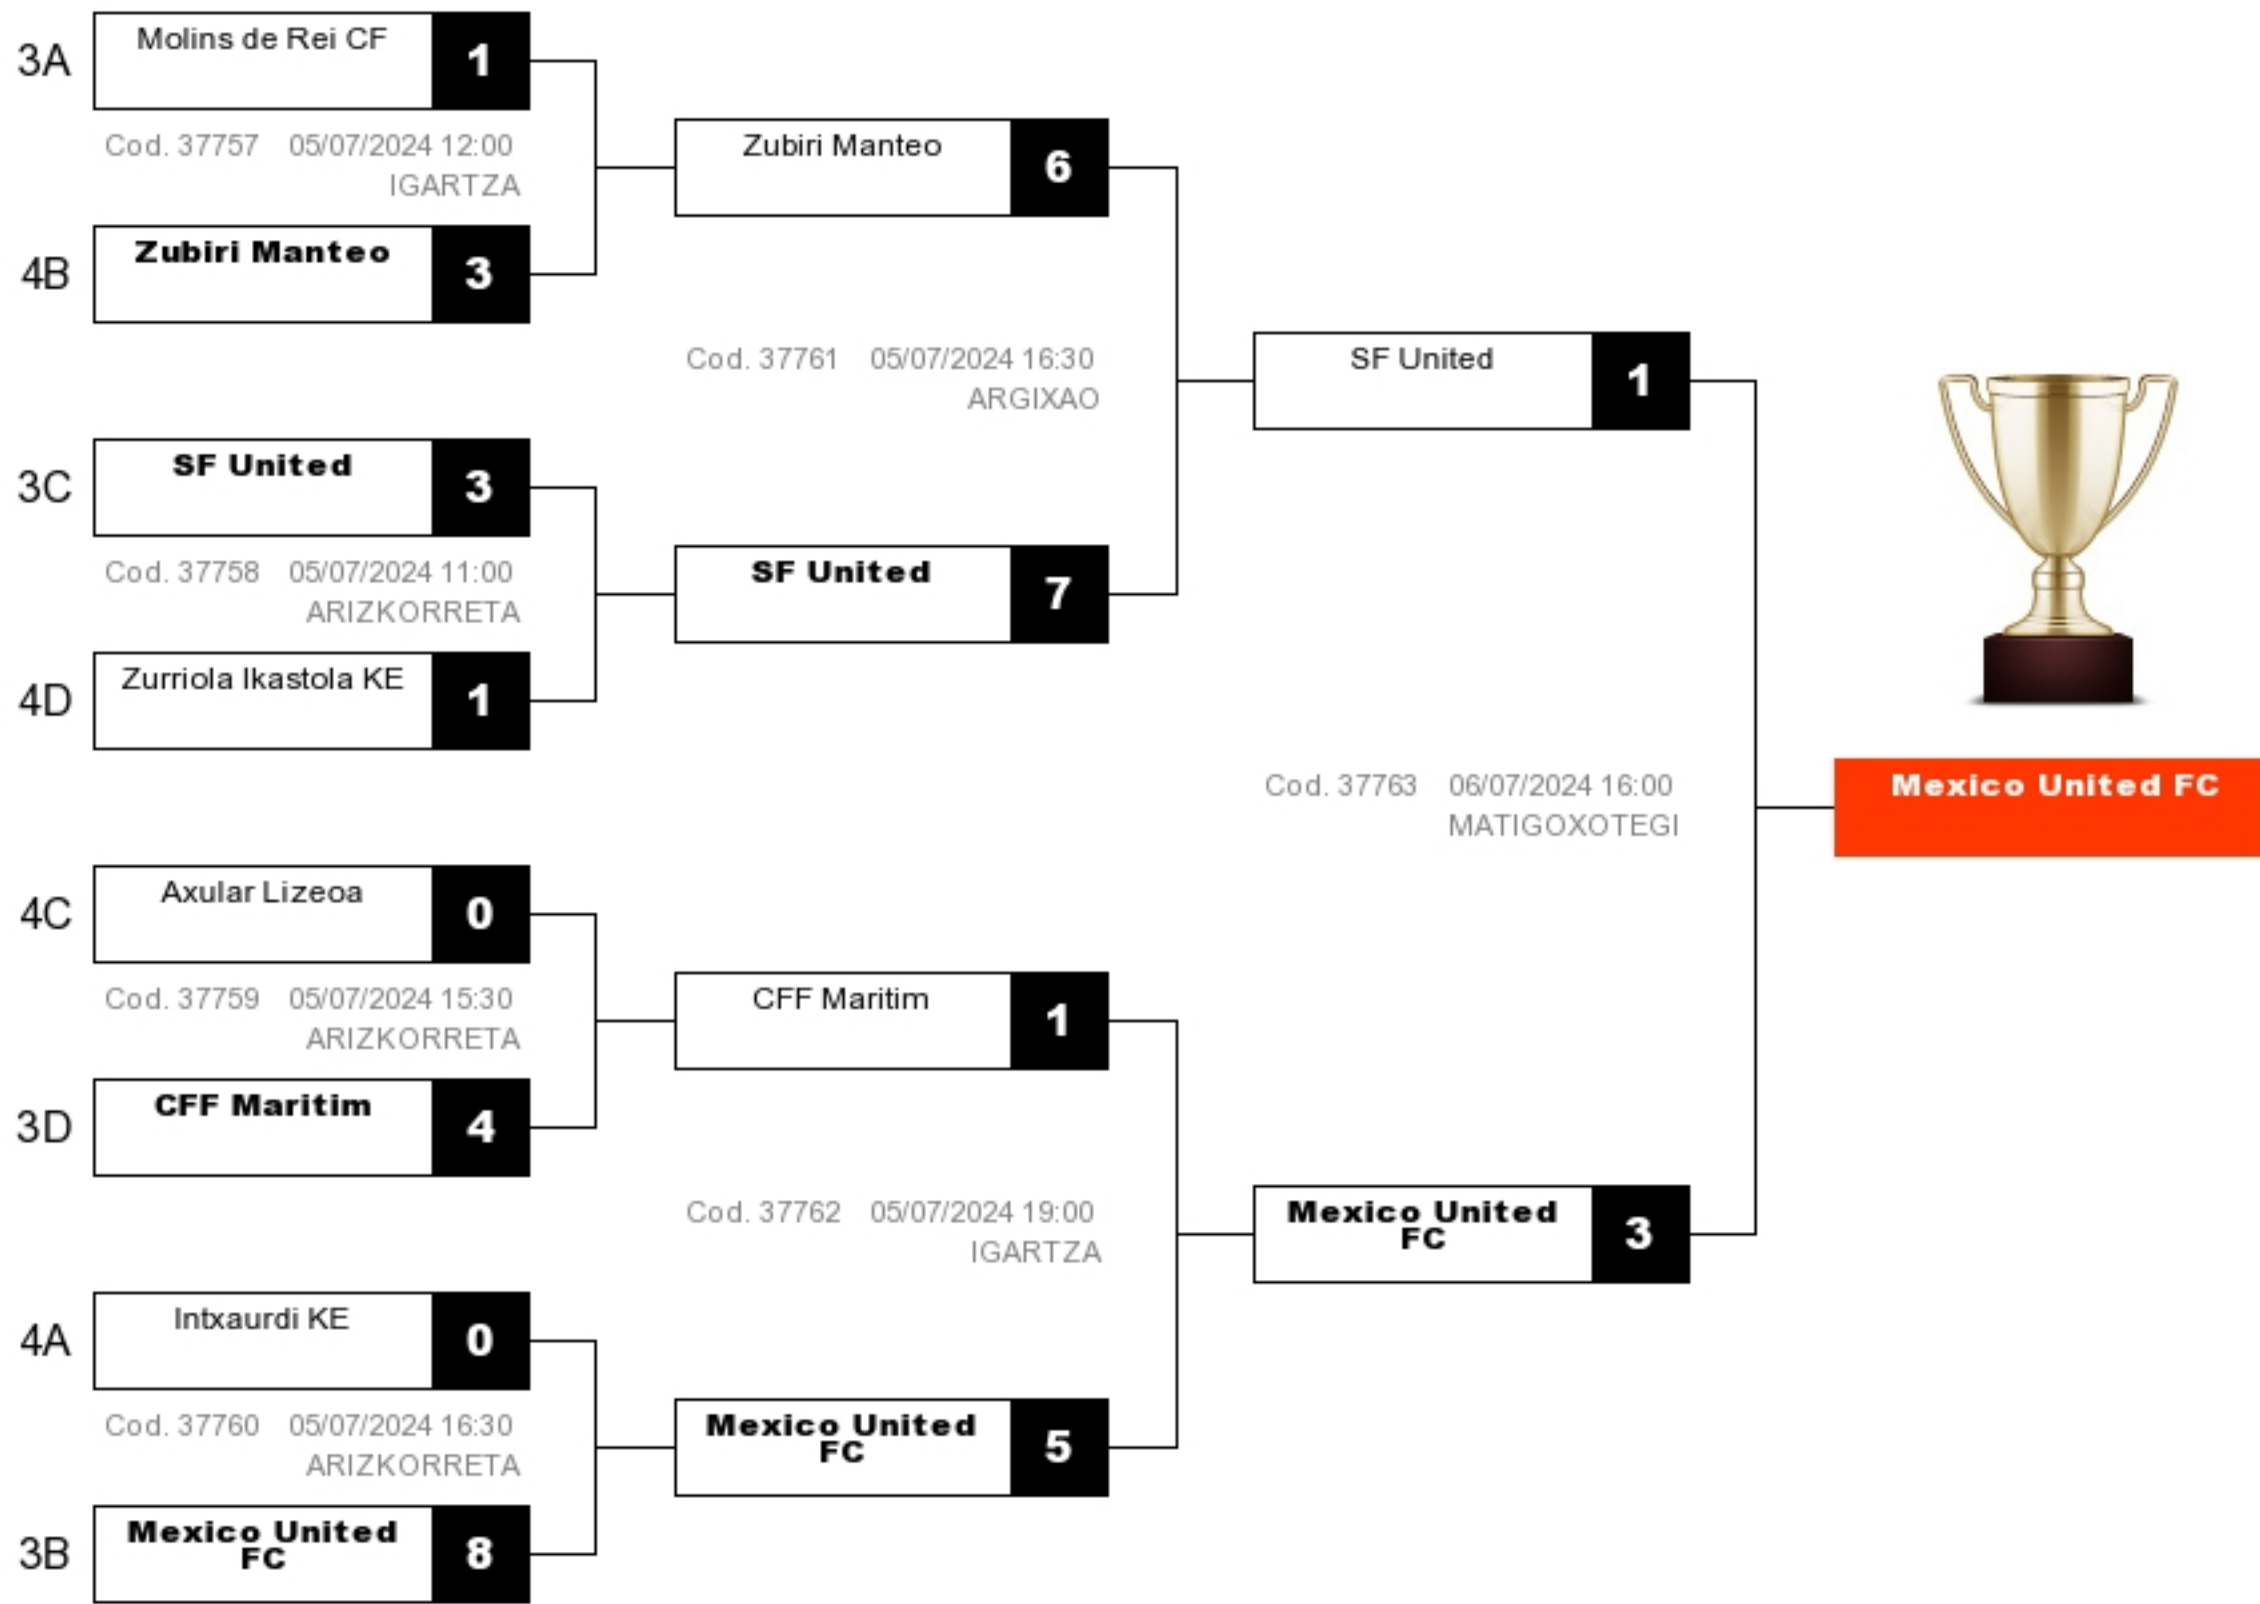 3A
Molins de Rei CF
1
Cod. 37757 05/07/2024 12:00
IGARTZA
4B
Zubiri Manteo
3
Zubiri Manteo
6
Cod. 37761 05/07/2024 16:30
ARGIXAO
3C
SF United
3
Cod. 37758 05/07/2024 11:00
ARIZKORRETA
4D
Zurriola Ikastola KE
1
SF United
7
SF United
1
Cod. 37763 06/07/2024 16:00
MATIGOXOTEGI
Mexico United FC
4C
Axular Lizeoa
0
Cod. 37759 05/07/2024 15:30
ARIZKORRETA
3D
CFF Maritim
4
CFF Maritim
1
Cod. 37762 05/07/2024 19:00
IGARTZA
4A
Intxaurdi KE
0
Cod. 37760 05/07/2024 16:30
ARIZKORRETA
3B
Mexico United
FC
8
Mexico United
FC
5
Mexico United
FC
3